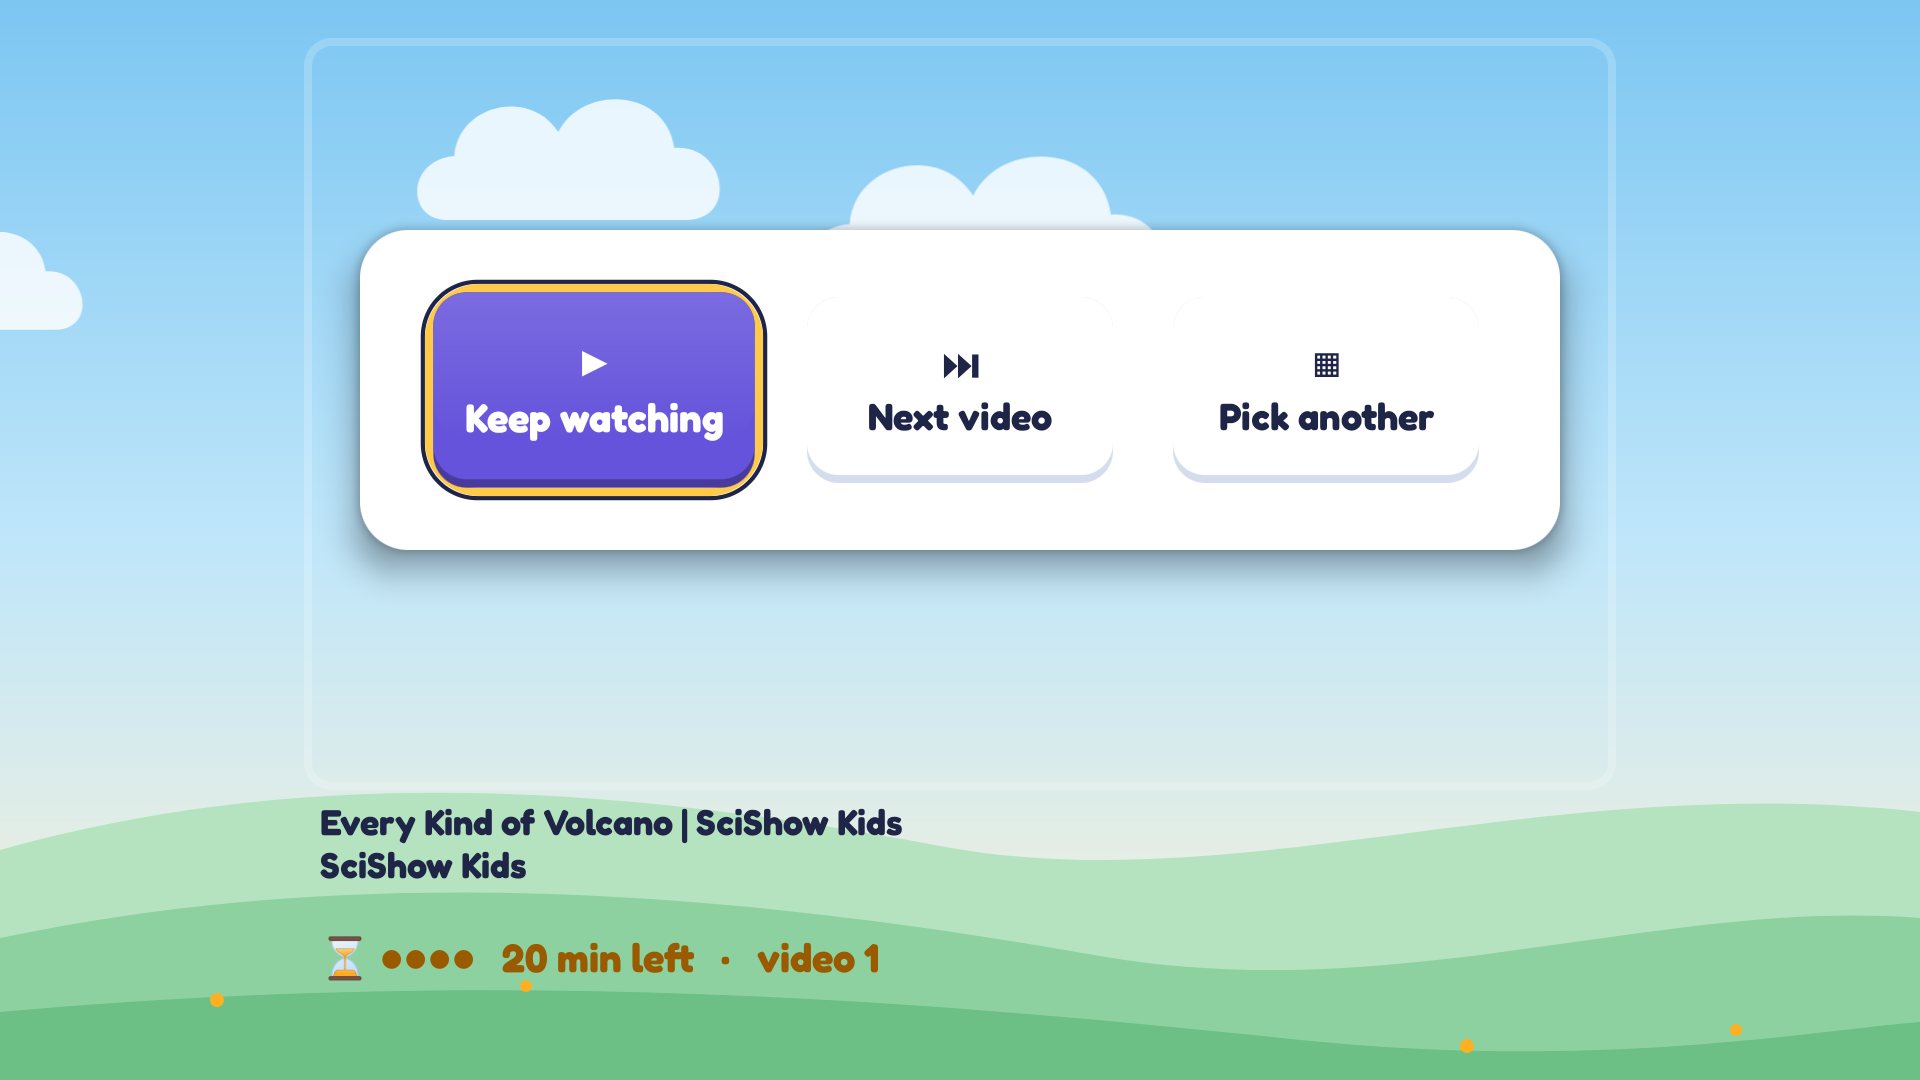 Keep watching
Next video
Pick another
Every Kind of Volcano | SciShow Kids
SciShow Kids
20 min left · video 1